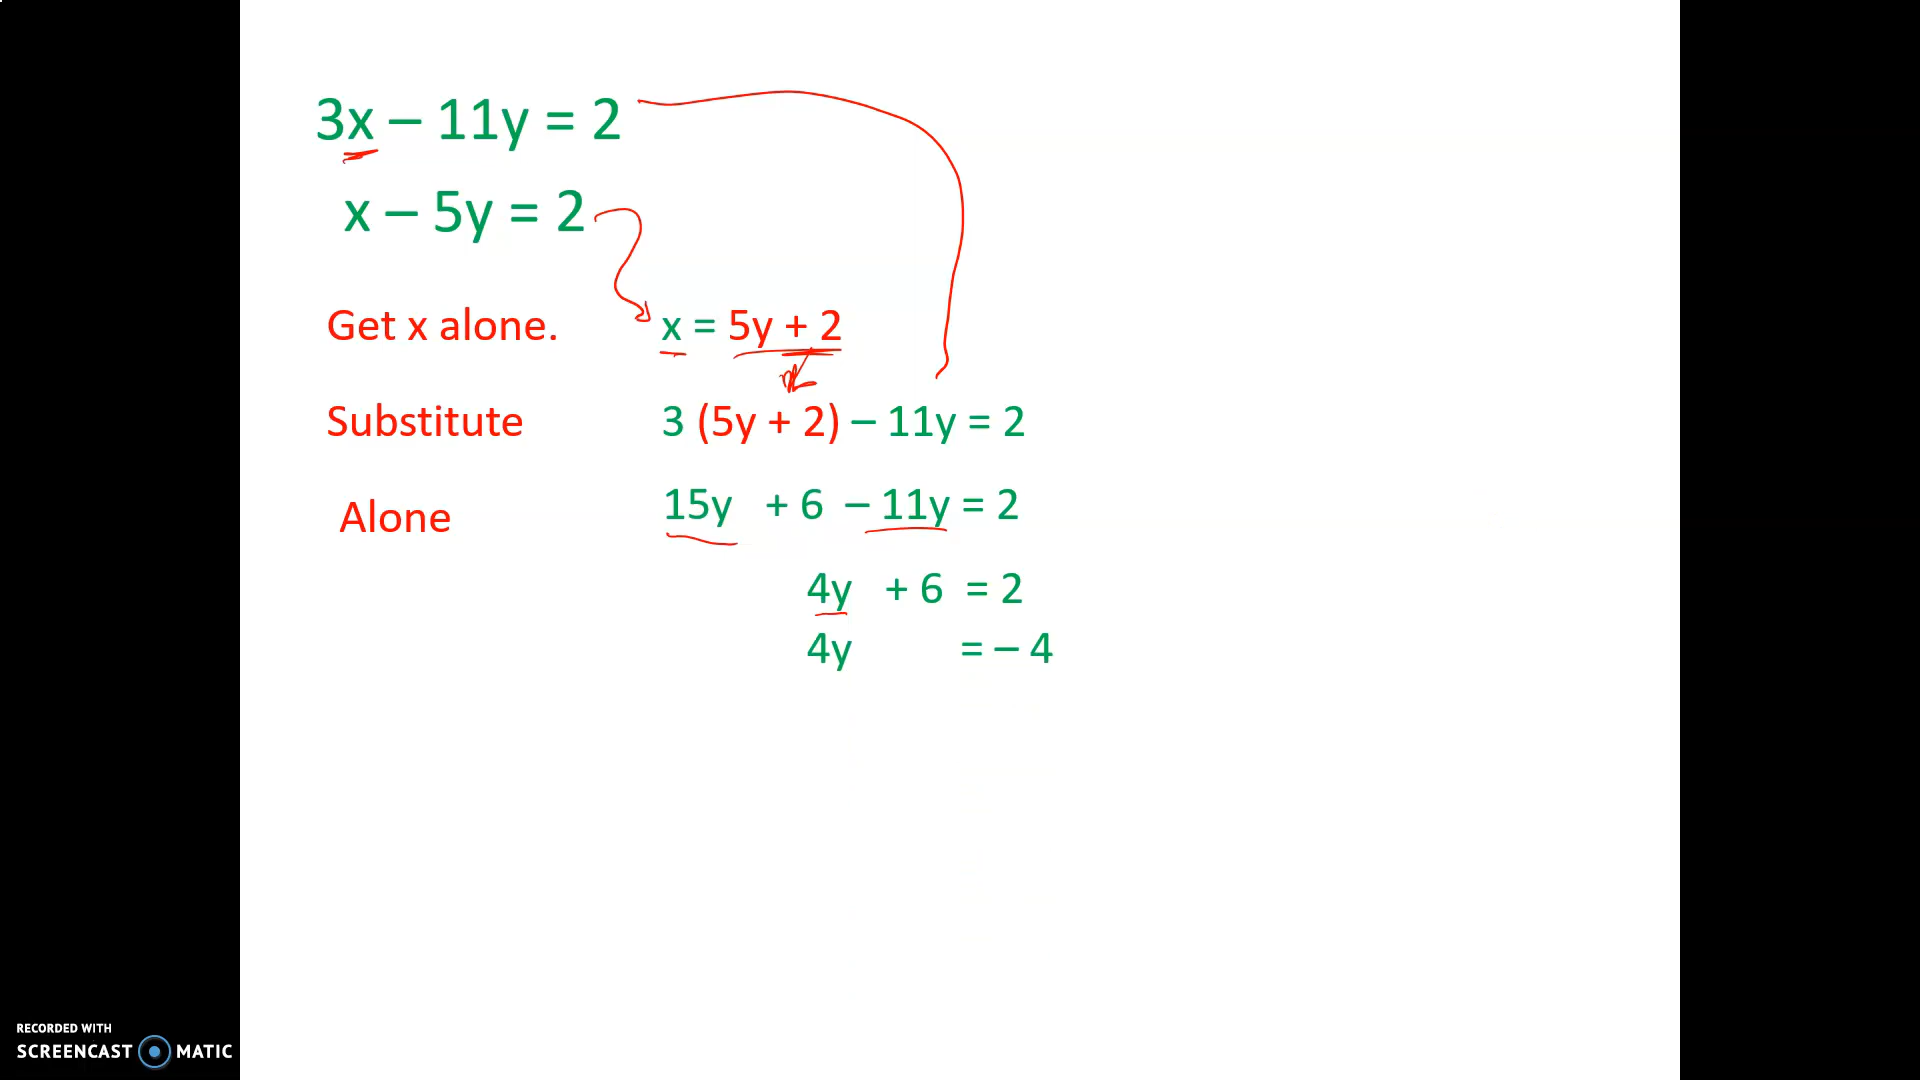 3x – 11y = 2
x – 5y = 2
Get x alone. x = 5y + 2
Substitute 3 (5y + 2) – 11y = 2
Alone 15y + 6 – 11y = 2
4y + 6 = 2
4y = – 4
RECORDED WITH
SCREENCAST MATIC